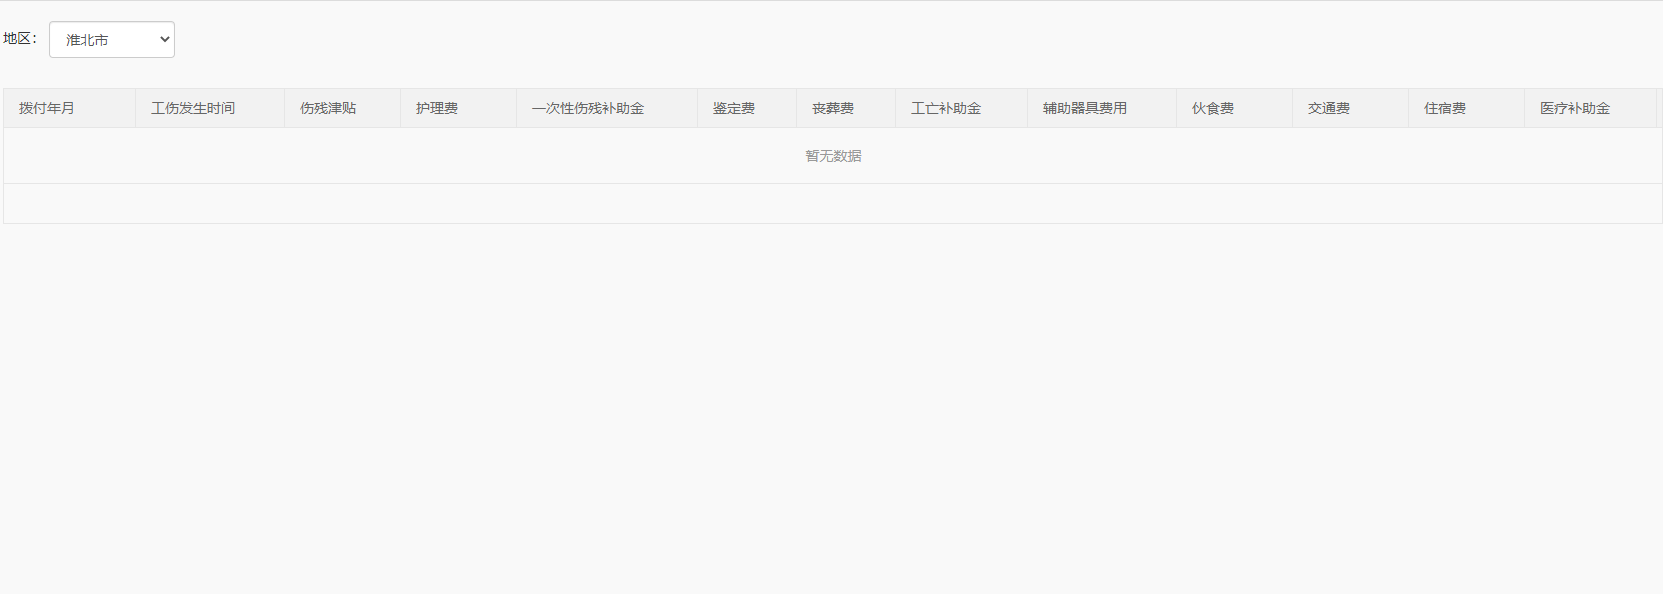 地区： 淮北市
拨付年月 工伤发生时间 伤残津贴 护理费 一次性伤残补助金 鉴定费 丧葬费 工亡补助金 辅助器具费用 伙食费 交通费 住宿费 医疗补助金
暂无数据